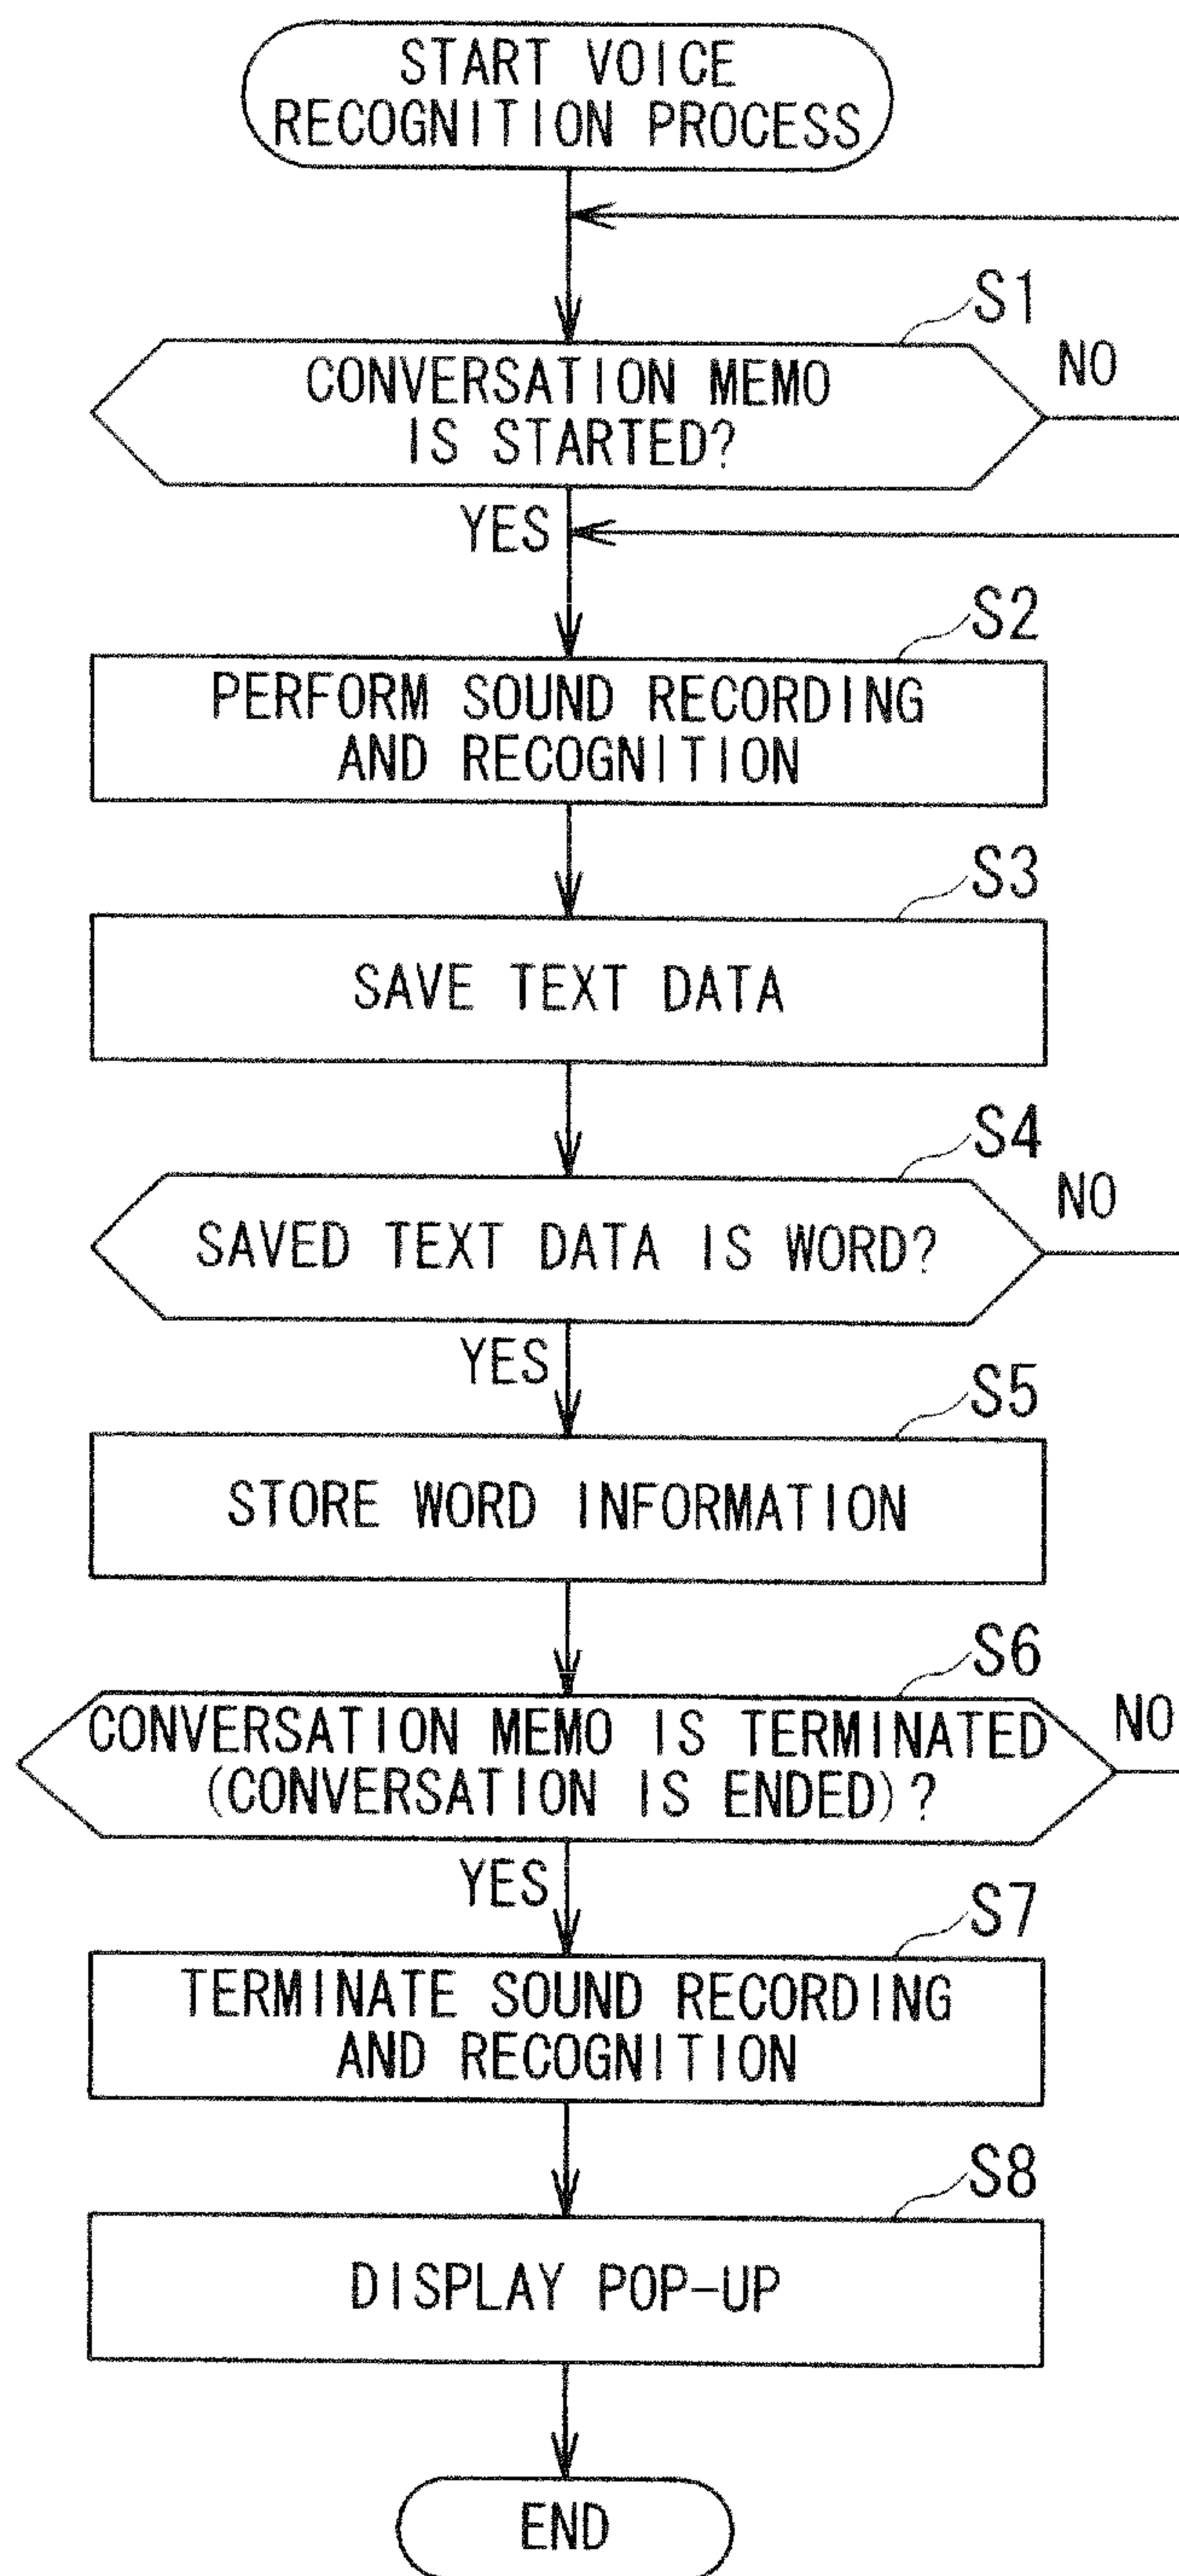 START VOICE
RECOGNITION PROCESS
S1
CONVERSATION MEMO
IS STARTED?
NO
YES
S2
PERFORM SOUND RECORDING
AND RECOGNITION
S3
SAVE TEXT DATA
S4
SAVED TEXT DATA IS WORD?
NO
YES
S5
STORE WORD INFORMATION
S6
CONVERSATION MEMO IS TERMINATED
(CONVERSATION IS ENDED)?
NO
YES
S7
TERMINATE SOUND RECORDING
AND RECOGNITION
S8
DISPLAY POP-UP
END